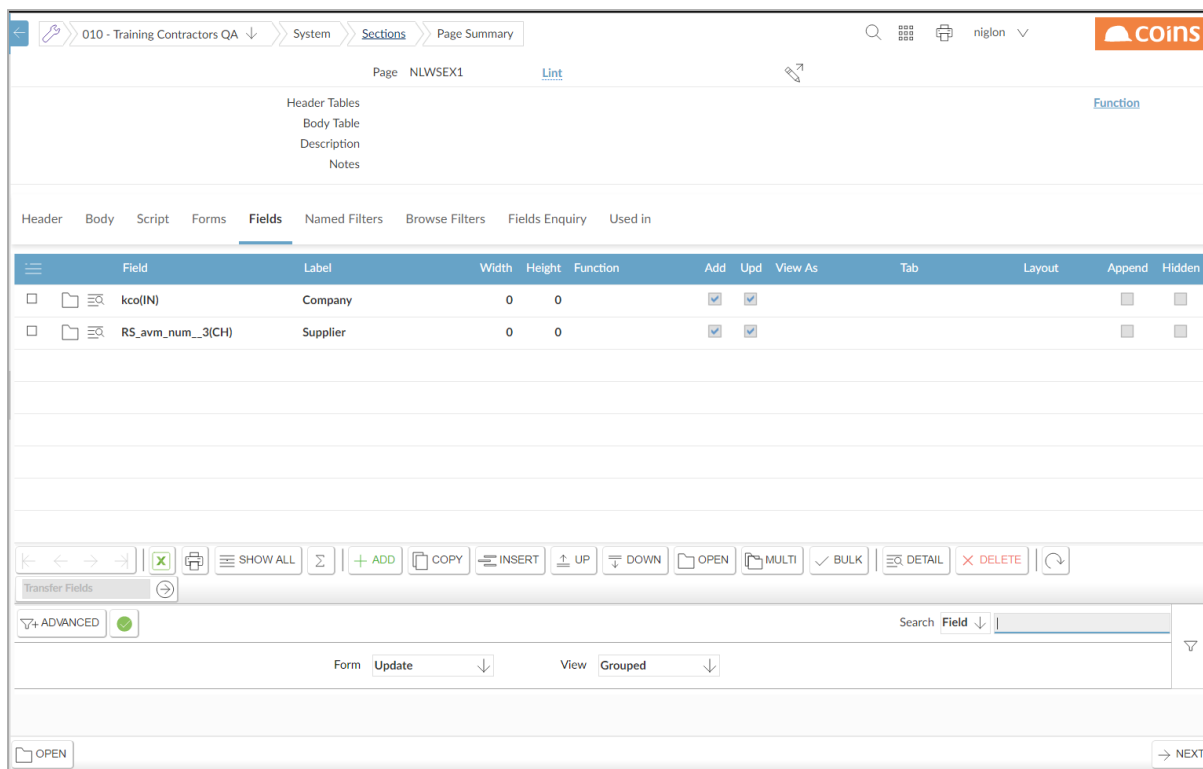 010 - Training Contracts - QA System Sections Page Summary niglon coins
Page NLWSEX1 Lint
Header Tables Function
Body Table
Description
Notes
Header Body Script Forms Fields Named Filters Browse Filters Fields Enquiry Used in
Field Label Width Height Function Add Upd View As Tab Layout Append Hidden
kco(IN) Company 0 0
RS_avm_num__3(CH) Supplier 0 0
X SHOW ALL Σ + ADD COPY INSERT UP DOWN OPEN MULTI BULK DETAIL DELETE
Transfer Fields
ADVANCED Search Field
Form Update View Grouped
OPEN NEXT